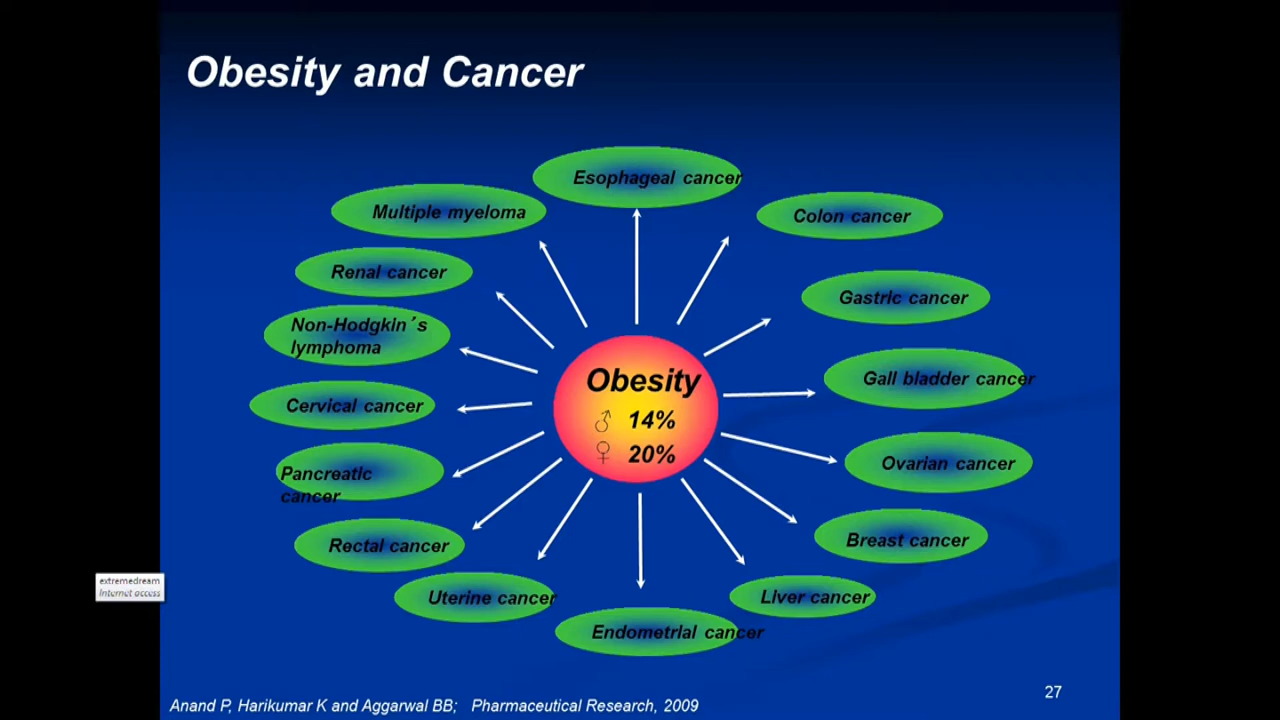 Obesity and Cancer
Esophageal cancer
Multiple myeloma
Colon cancer
Renal cancer
Gastric cancer
Non-Hodgkin´s
lymphoma
Obesity
Gall bladder cancer
Cervical cancer
♂ 14%
♀ 20%
Ovarian cancer
Pancreatic
cancer
Breast cancer
Rectal cancer
extremedream
Internet access
Uterine cancer
Liver cancer
Endometrial cancer
27
Anand P, Harikumar K and Aggarwal BB; Pharmaceutical Research, 2009